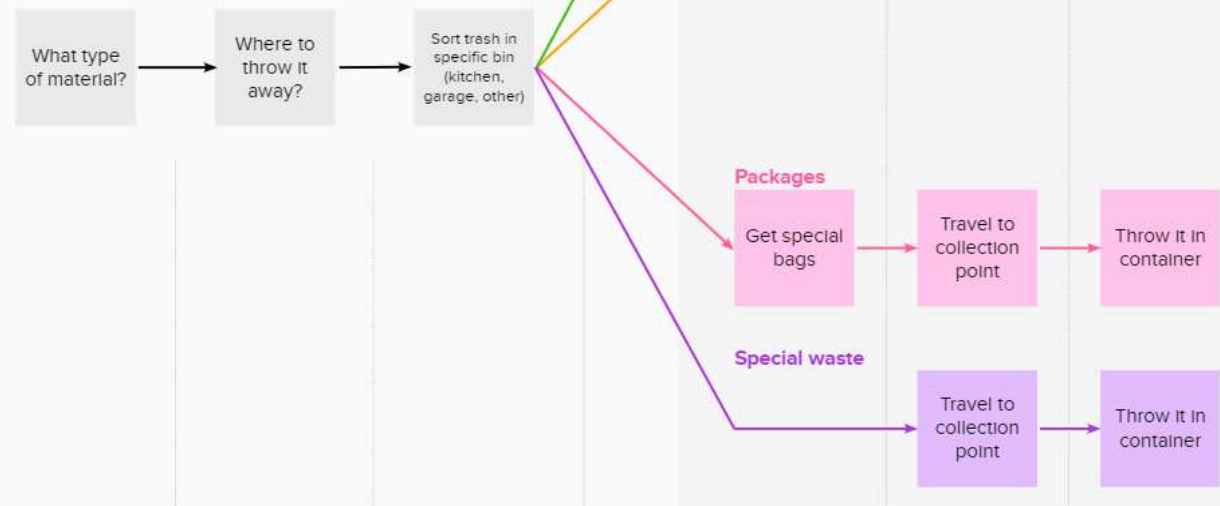 What type
of material?
Where to
throw it
away?
Sort trash in
specific bin
(kitchen,
garage, other)
Packages
Get special
bags
Travel to
collection
point
Throw it in
container
Special waste
Travel to
collection
point
Throw it in
container